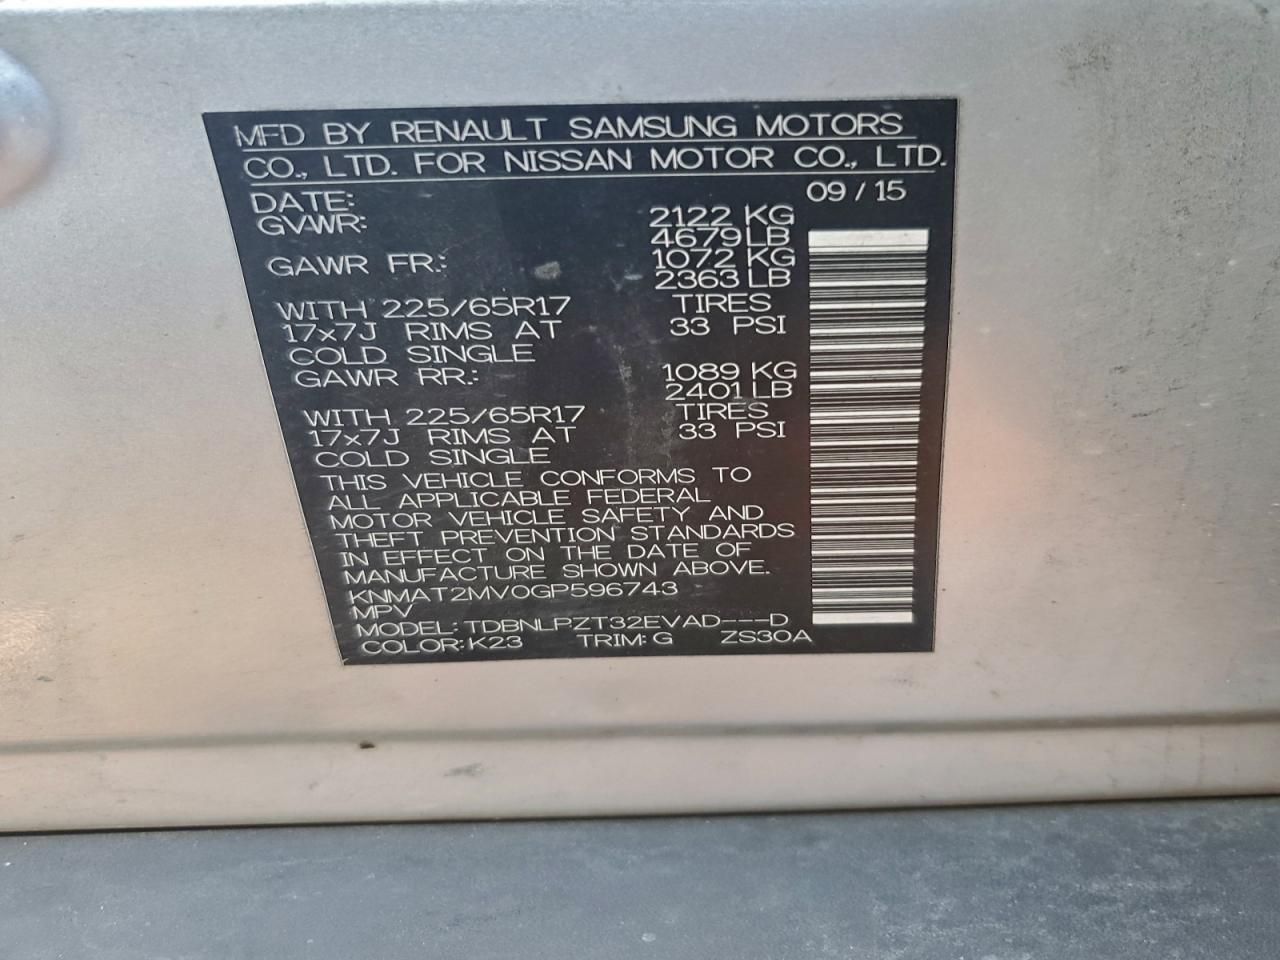 MFD BY RENAULT SAMSUNG MOTORS
CO., LTD. FOR NISSAN MOTOR CO., LTD.
DATE: 09 / 15
GVWR: 2122 KG
4679 LB
GAWR FR.: 1072 KG
2363 LB
WITH 225/65R17 TIRES
17x7J RIMS AT 33 PSI
COLD SINGLE
GAWR RR.: 1089 KG
2401 LB
WITH 225/65R17 TIRES
17x7J RIMS AT 33 PSI
COLD SINGLE
THIS VEHICLE CONFORMS TO
ALL APPLICABLE FEDERAL
MOTOR VEHICLE SAFETY AND
THEFT PREVENTION STANDARDS
IN EFFECT ON THE DATE OF
MANUFACTURE SHOWN ABOVE.
KNMAT2MV0GP596743
MPV
MODEL: TDBNLPZT32EVAD---D
COLOR: K23 TRIM: G ZS30A